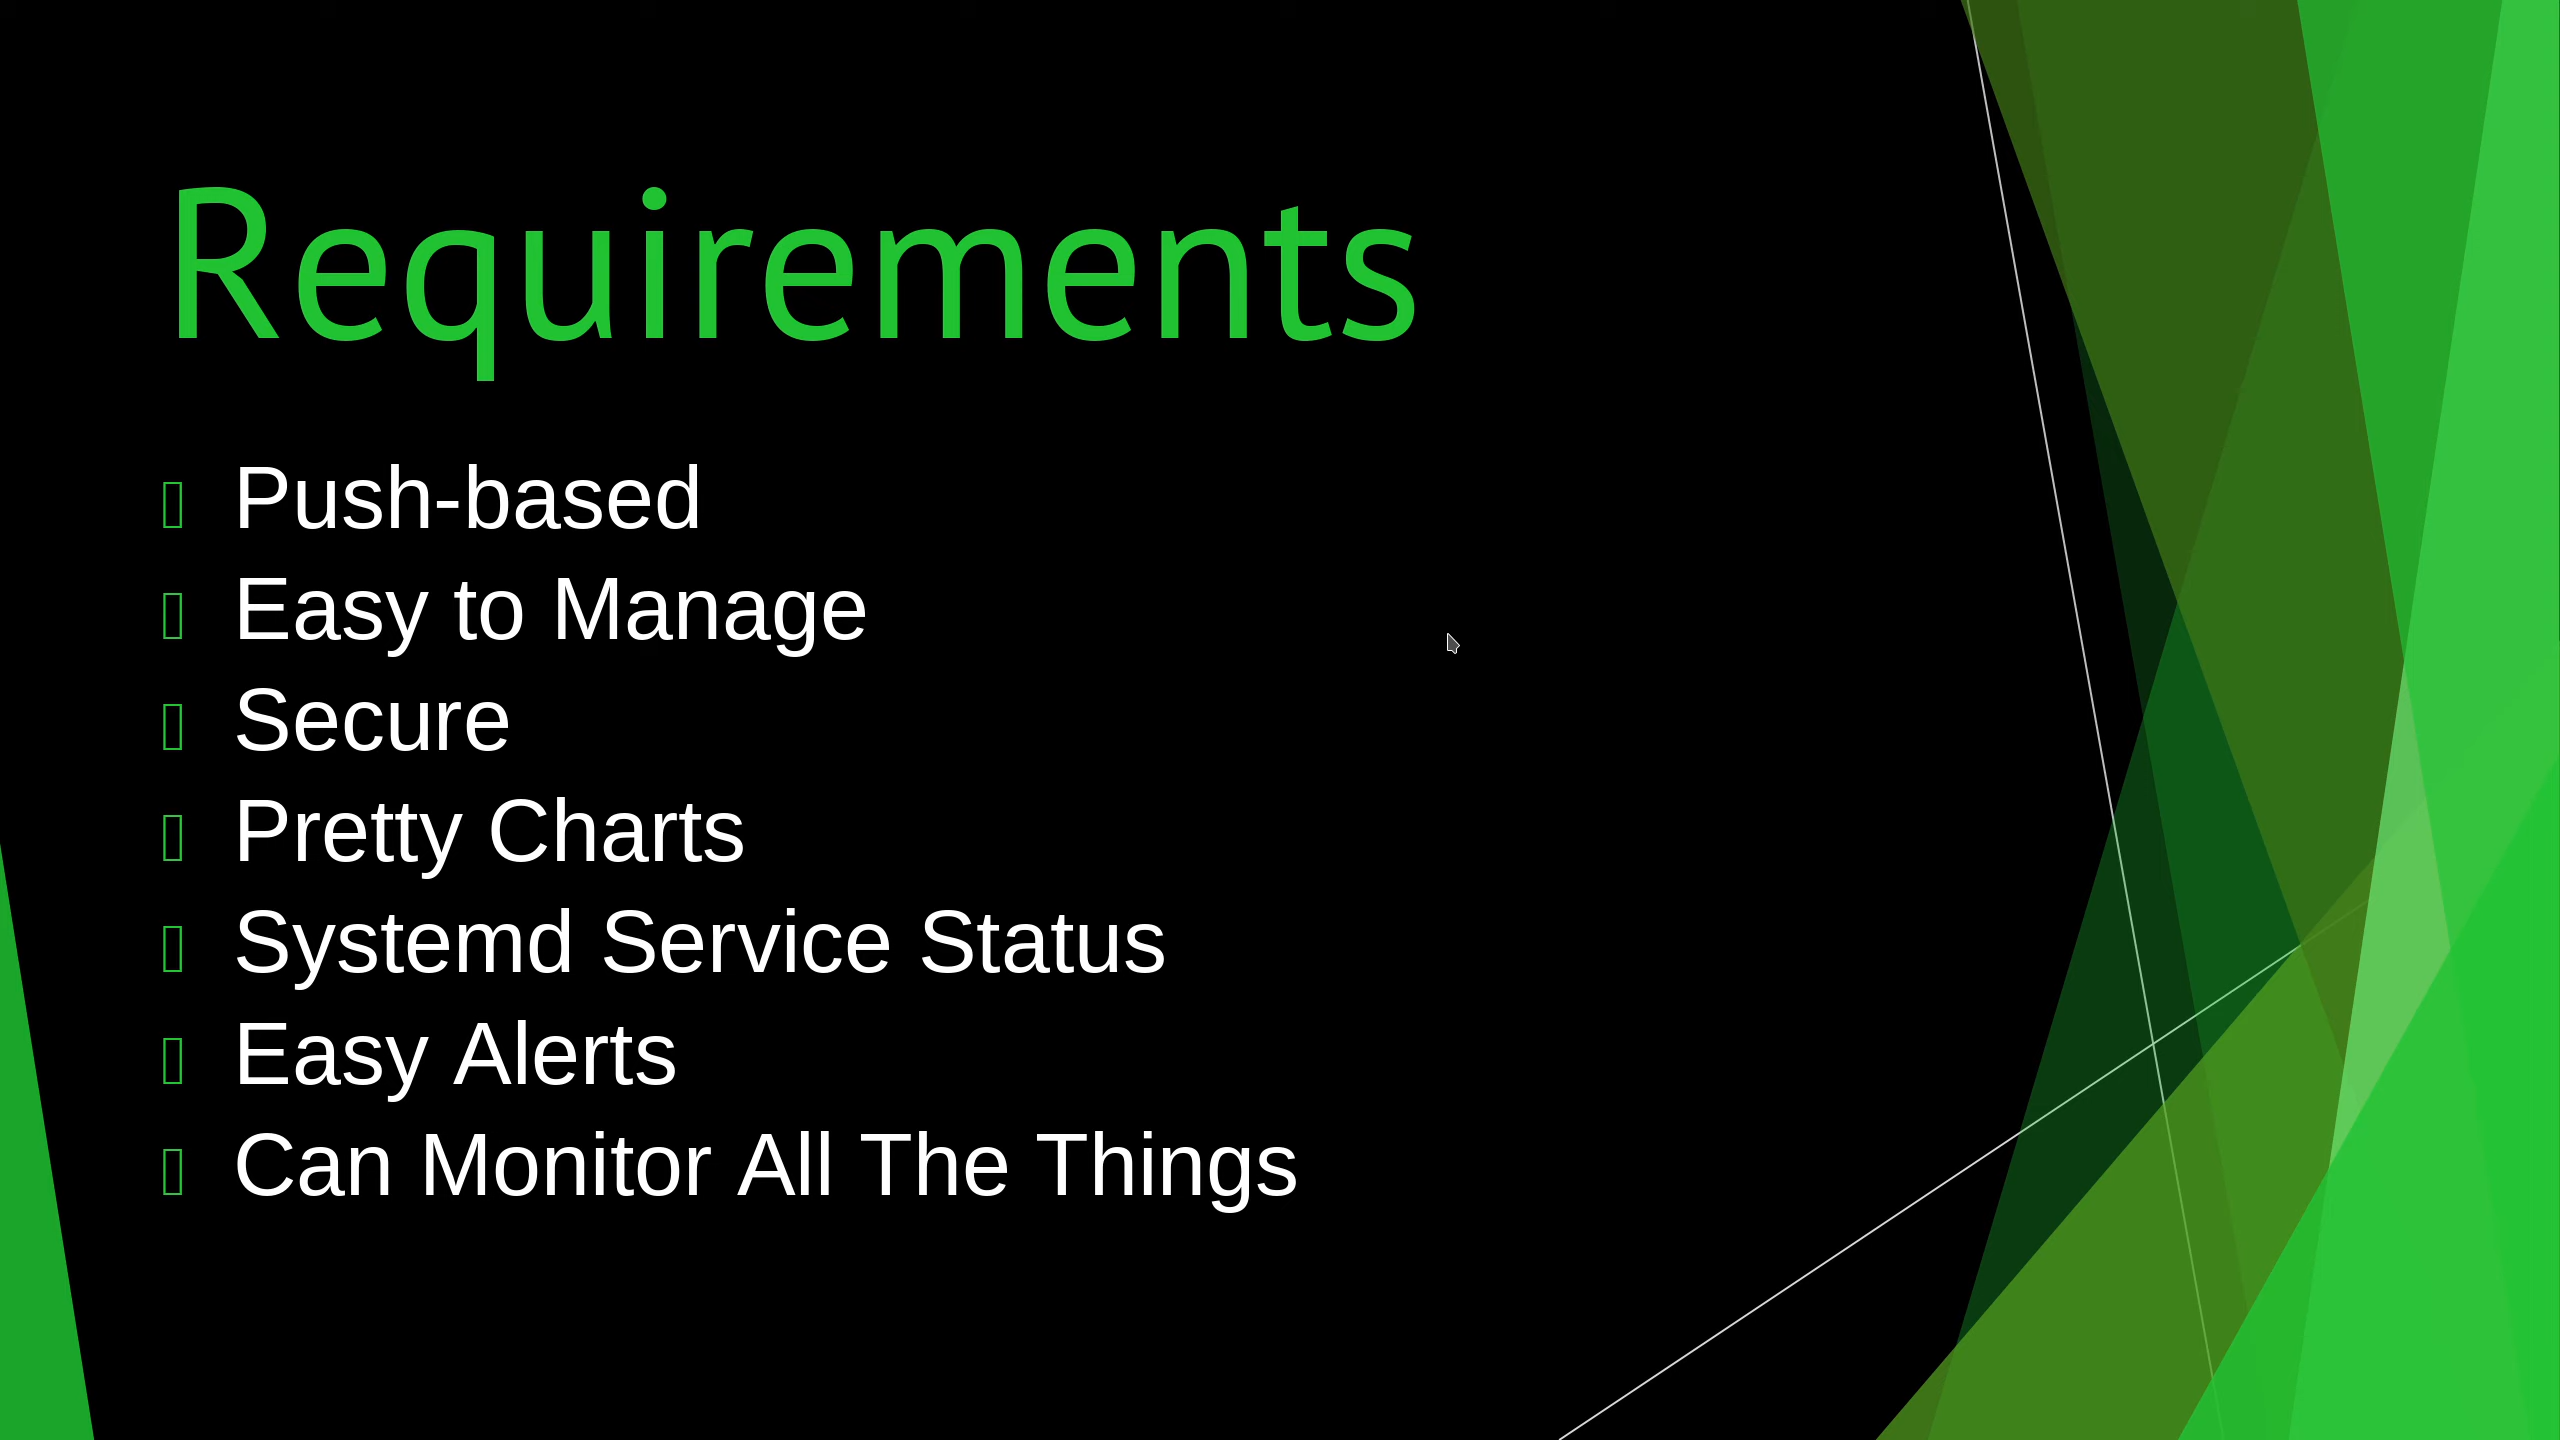 Requirements
Push-based
Easy to Manage
Secure
Pretty Charts
Systemd Service Status
Easy Alerts
Can Monitor All The Things